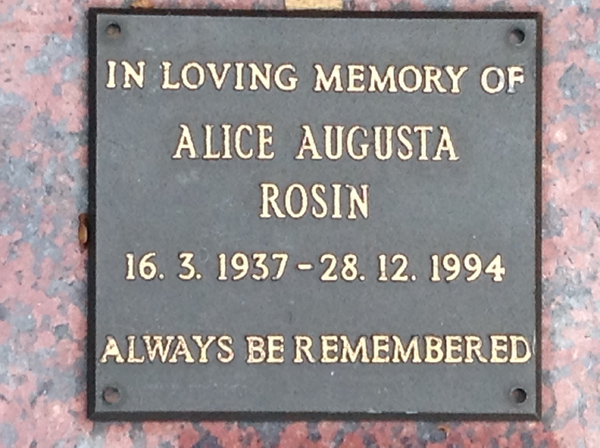 IN LOVING MEMORY OF
ALICE AUGUSTA
ROSIN
16. 3. 1937 - 28. 12. 1994
ALWAYS BE REMEMBERED